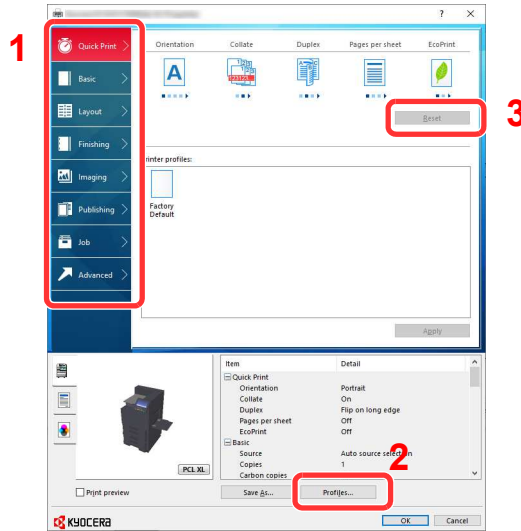 ? ×
1
Quick Print >
Basic >
Layout >
Finishing >
Imaging >
Publishing >
Job >
Advanced >
Orientation Collate Duplex Pages per sheet EcoPrint
A
123123
3
Reset
rinter profiles:
Factory
Default
Apply
Item Detail
Quick Print
Orientation Portrait
Collate On
Duplex Flip on long edge
Pages per sheet Off
EcoPrint Off
Basic
Source Auto source selection
Copies 1
Carbon copies
2
PCL XL
Print preview
Save As... Profiles...
KYOCERA
OK Cancel